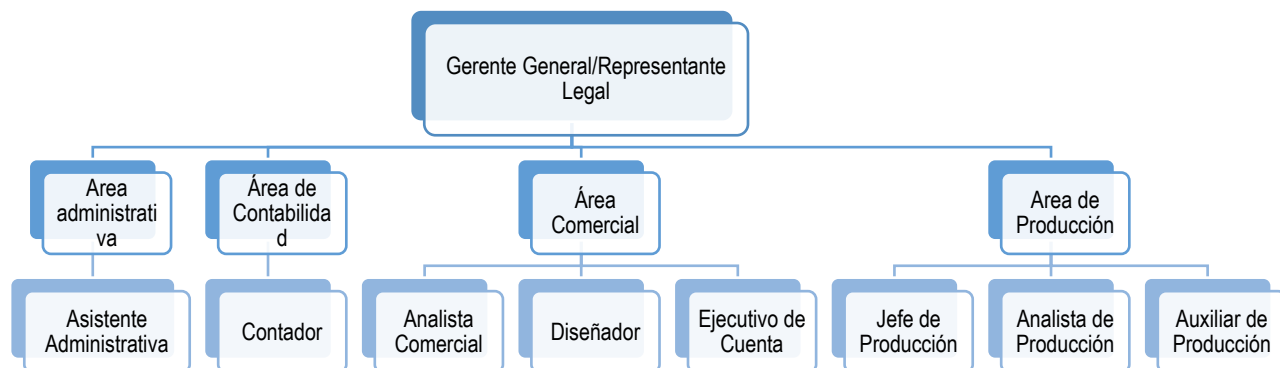 Gerente General/Representante
Legal
Area
administrati
va
Área de
Contabilida
d
Área
Comercial
Area de
Producción
Asistente
Administrativa
Contador
Analista
Comercial
Diseñador
Ejecutivo de
Cuenta
Jefe de
Producción
Analista de
Producción
Auxiliar de
Producción